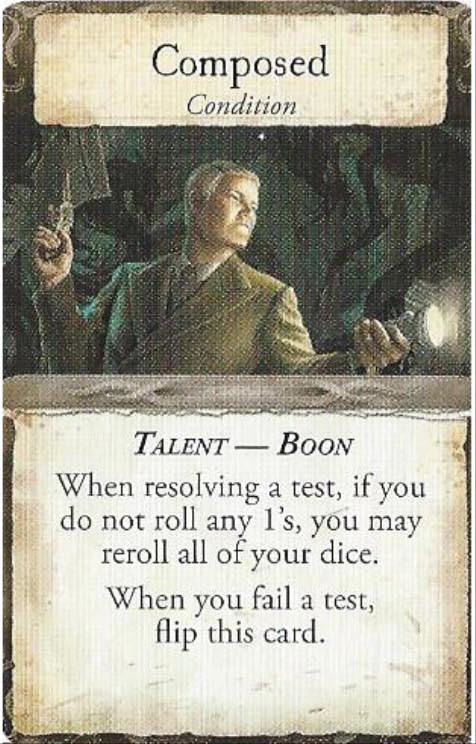 Composed
Condition
TALENT — BOON
When resolving a test, if you
do not roll any 1's, you may
reroll all of your dice.
When you fail a test,
flip this card.